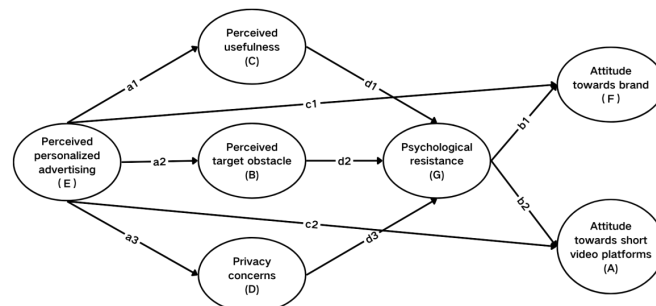 Perceived
usefulness
(C)
a1
d1
c1
Attitude
towards brand
(F)
b1
Perceived
personalized
advertising
(E)
a2
Perceived
target obstacle
(B)
d2
Psychological
resistance
(G)
b2
c2
a3
d3
Privacy
concerns
(D)
Attitude
towards short
video platforms
(A)